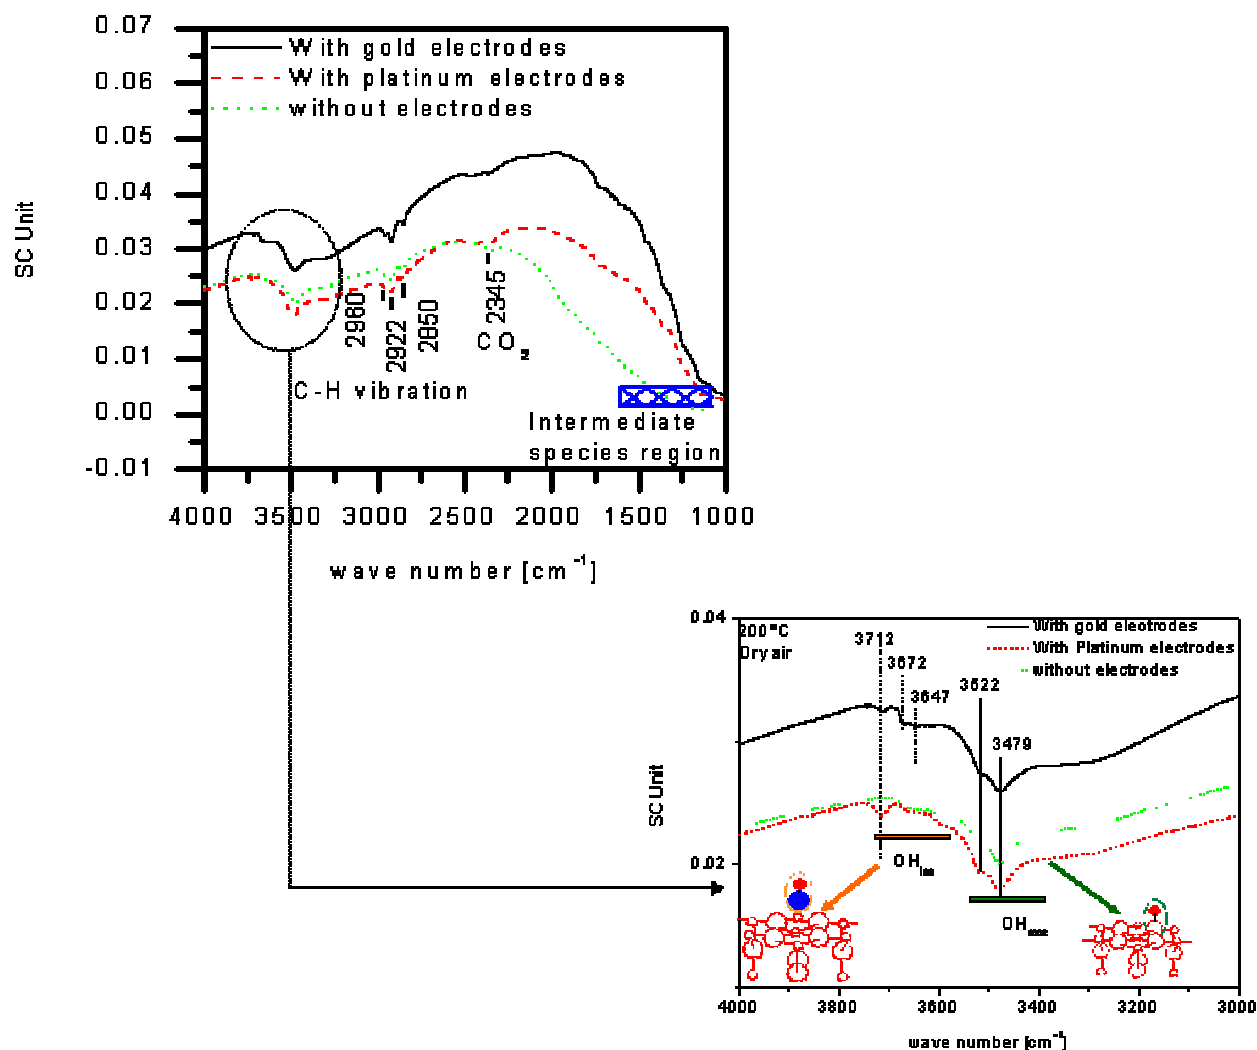 0.07
0.06
0.05
0.04
0.03
0.02
0.01
0.00
-0.01
SC Unit
With gold electrodes
With platinum electrodes
without electrodes
2980
2922
2850
2345
CO₂
C-H vibration
Intermediate
species region
4000 3500 3000 2500 2000 1500 1000
wave number [cm⁻¹]
0.04
0.02
SC Unit
200°C
Dry air
With gold electrodes
With Platinum electrodes
without electrodes
3712
3672
3647
3522
3479
OH
OH
4000 3800 3600 3400 3200 3000
wave number [cm⁻¹]